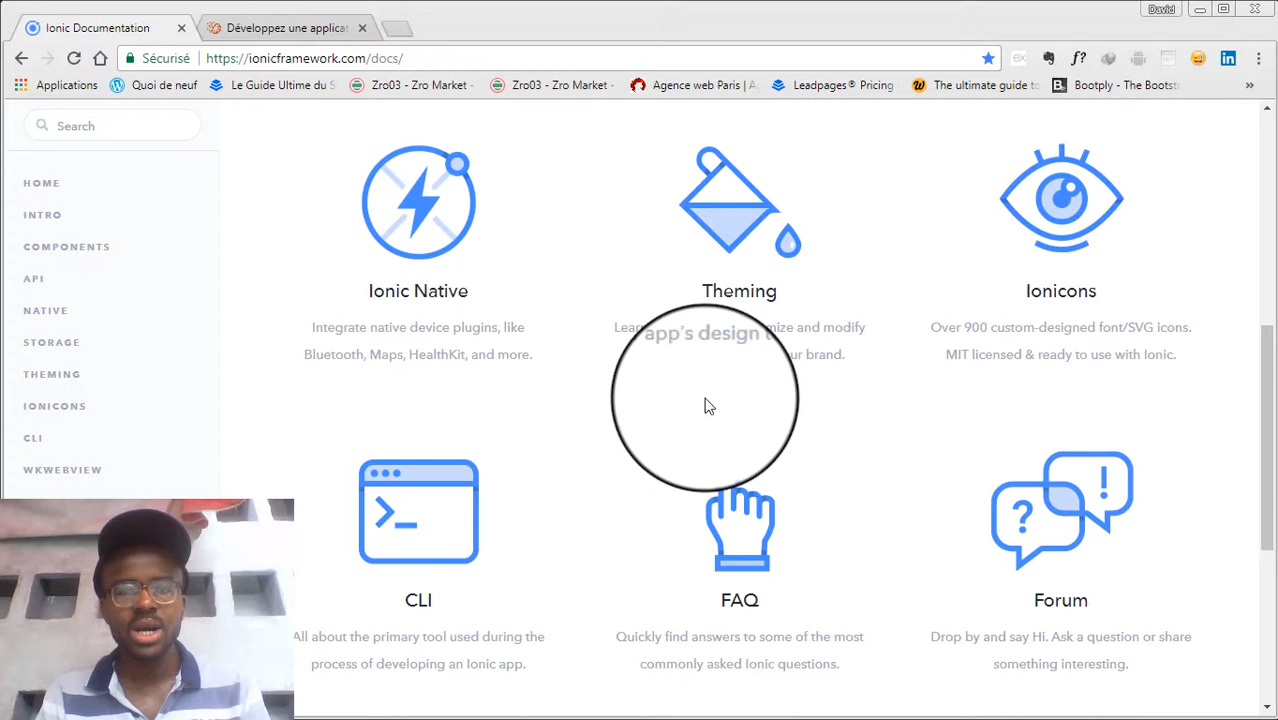 David
Ionic Documentation
Développez une applicat
Sécurisé
https://ionicframework.com/docs/
Applications
Quoi de neuf
Le Guide Ultime du S
Zro03 - Zro Market -
Zro03 - Zro Market -
Agence web Paris | A
Leadpages® Pricing
The ultimate guide to
Bootply - The Bootst
»
Search
HOME
INTRO
COMPONENTS
API
NATIVE
STORAGE
THEMING
IONICONS
CLI
WKWEBVIEW
Ionic Native
Integrate native device plugins, like
Bluetooth, Maps, HealthKit, and more.
Theming
app's design
mize and modify
ur brand.
Ionicons
Over 900 custom-designed font/SVG icons.
MIT licensed & ready to use with Ionic.
CLI
All about the primary tool used during the
process of developing an Ionic app.
FAQ
Quickly find answers to some of the most
commonly asked Ionic questions.
Forum
Drop by and say Hi. Ask a question or share
something interesting.